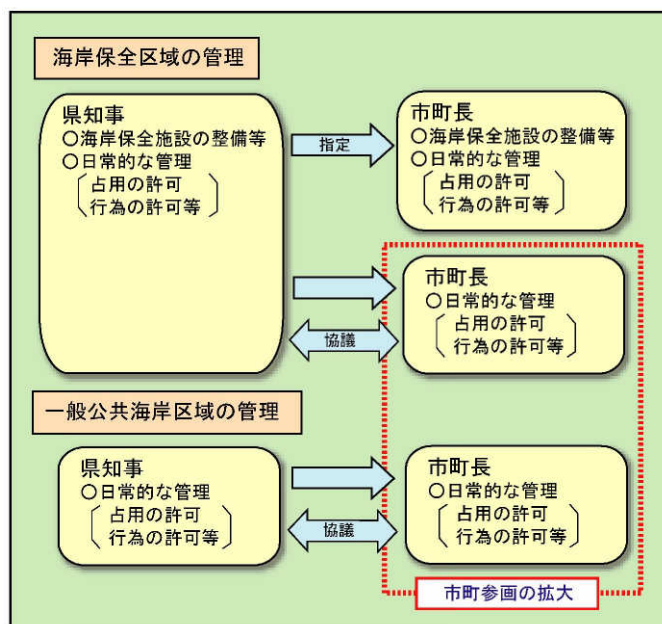 海岸保全区域の管理
県知事
○海岸保全施設の整備等
○日常的な管理
占用の許可
行為の許可等
指定
市町長
○海岸保全施設の整備等
○日常的な管理
占用の許可
行為の許可等
協議
市町長
○日常的な管理
占用の許可
行為の許可等
一般公共海岸区域の管理
県知事
○日常的な管理
占用の許可
行為の許可等
協議
市町長
○日常的な管理
占用の許可
行為の許可等
市町参画の拡大